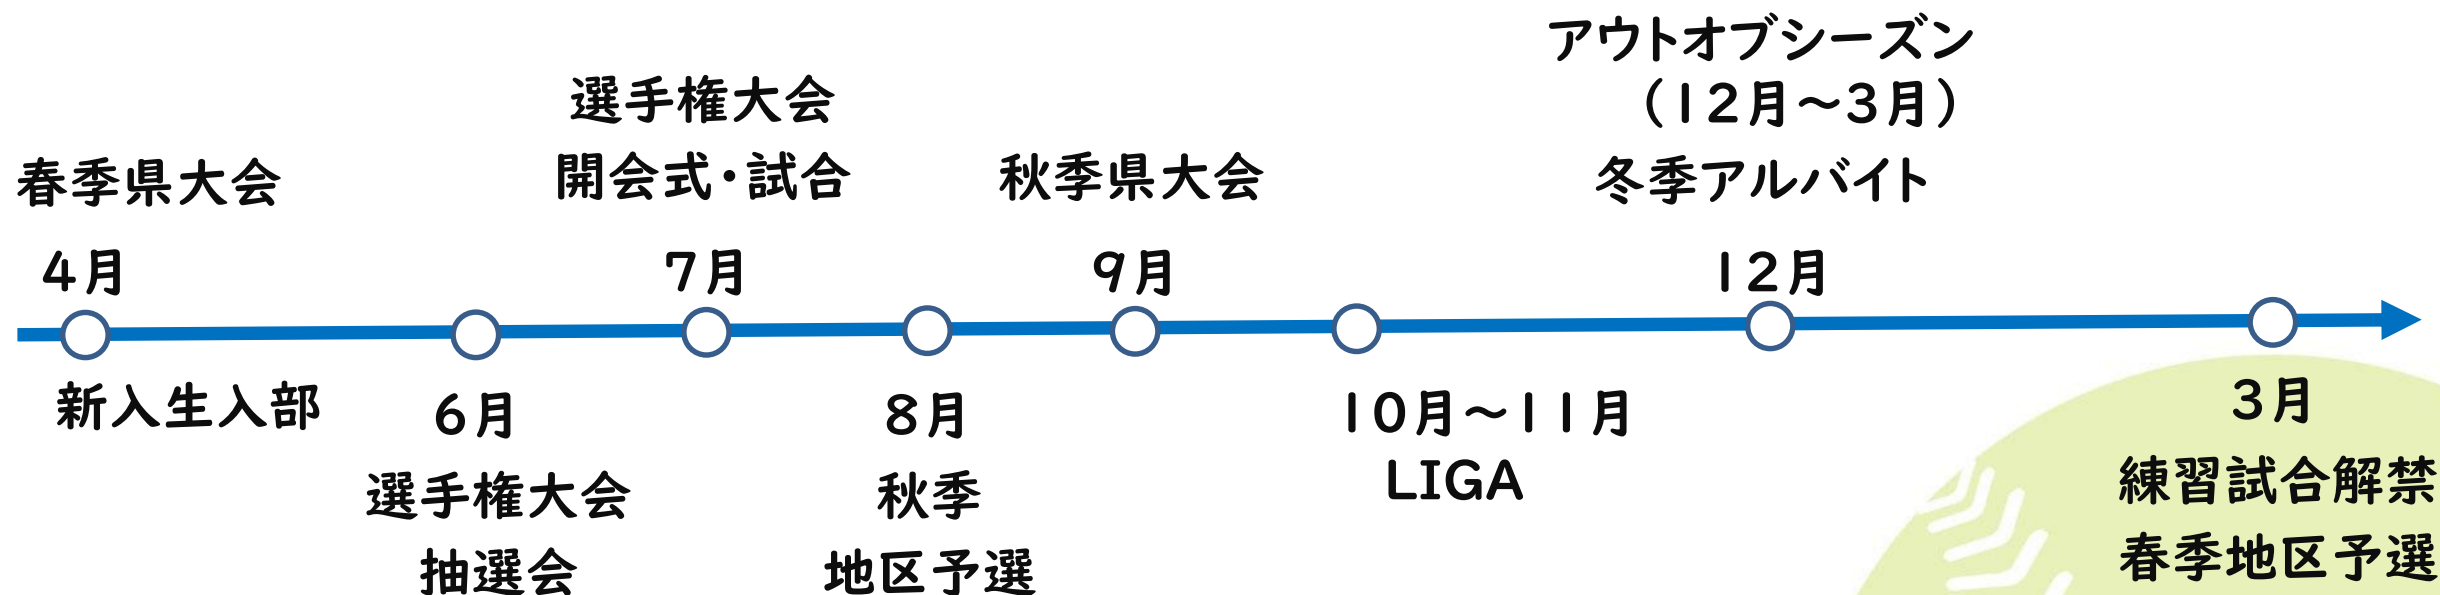 春季県大会
4月
新入生入部
6月
選手権大会
抽選会
選手権大会
開会式・試合
7月
8月
秋季
地区予選
秋季県大会
9月
10月～11月
LIGA
アウトオブシーズン
（12月～3月）
冬季アルバイト
12月
3月
練習試合解禁
春季地区予選